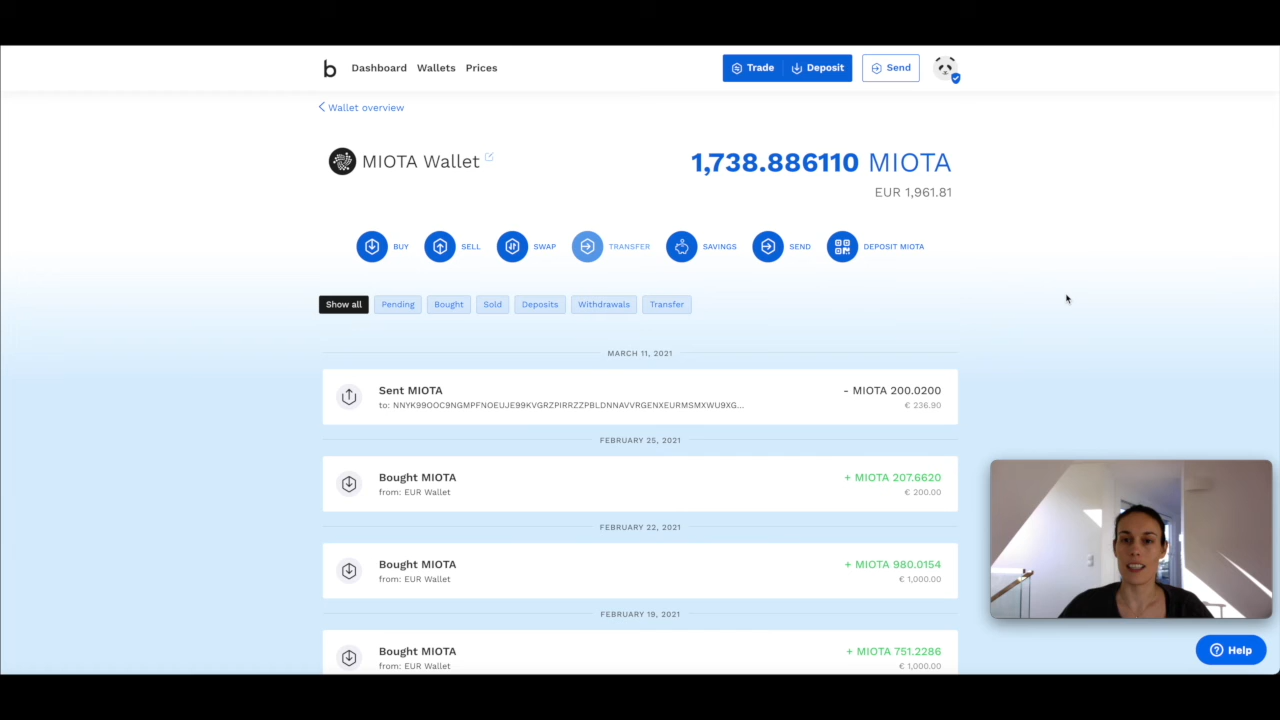 b Dashboard Wallets Prices Trade Deposit Send
Wallet overview
MIOTA Wallet
1,738.886110 MIOTA
EUR 1,961.81
BUY SELL SWAP TRANSFER SAVINGS SEND DEPOSIT MIOTA
Show all Pending Bought Sold Deposits Withdrawals Transfer
MARCH 11, 2021
Sent MIOTA - MIOTA 200.0200
to: NNYK99OOC9NGMPFNOEUJE99KVGRZPIRRZZPBLDNNAVVRGENXEURMSMXWU9XG... € 236.90
FEBRUARY 25, 2021
Bought MIOTA + MIOTA 207.6620
from: EUR Wallet € 200.00
FEBRUARY 22, 2021
Bought MIOTA + MIOTA 980.0154
from: EUR Wallet € 1,000.00
FEBRUARY 19, 2021
Bought MIOTA + MIOTA 751.2286
from: EUR Wallet € 1,000.00
Help